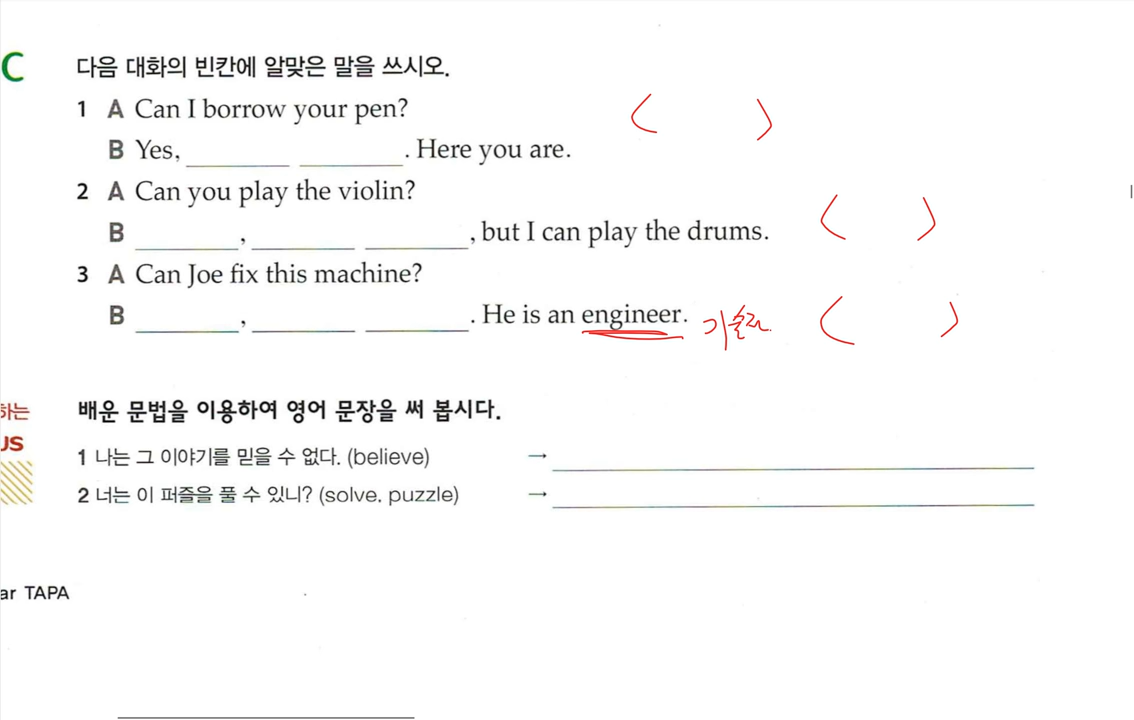 C 다음 대화의 빈칸에 알맞은 말을 쓰시오.
1 A Can I borrow your pen?
B Yes, ________ ________. Here you are.
2 A Can you play the violin?
B ________, ________ ________, but I can play the drums.
3 A Can Joe fix this machine?
B ________, ________ ________. He is an engineer. 기술자.
하는 배운 문법을 이용하여 영어 문장을 써 봅시다.
US
1 나는 그 이야기를 믿을 수 없다. (believe) →
2 너는 이 퍼즐을 풀 수 있니? (solve, puzzle) →
ar TAPA